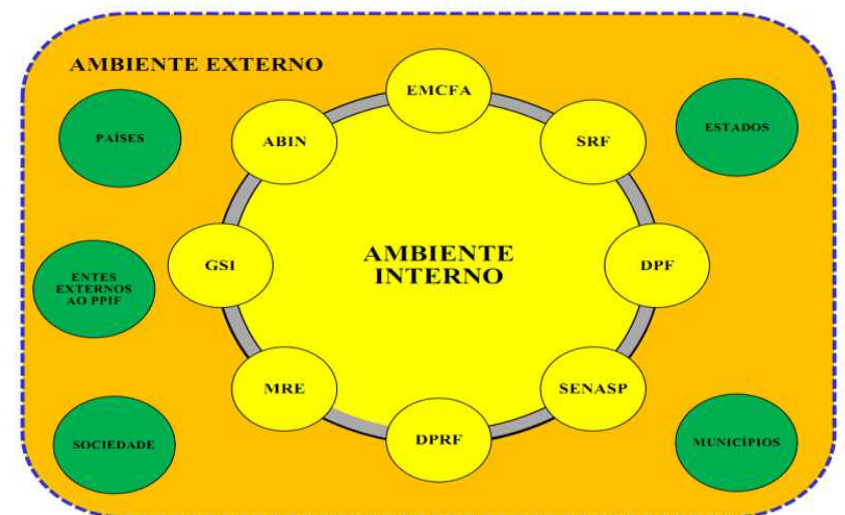 AMBIENTE EXTERNO
EMCFA
PAÍSES
ABIN
SRF
ESTADOS
AMBIENTE
INTERNO
GSI
DPF
ENTES
EXTERNOS
AO PPIF
MRE
SENASP
SOCIEDADE
DPRF
MUNICÍPIOS